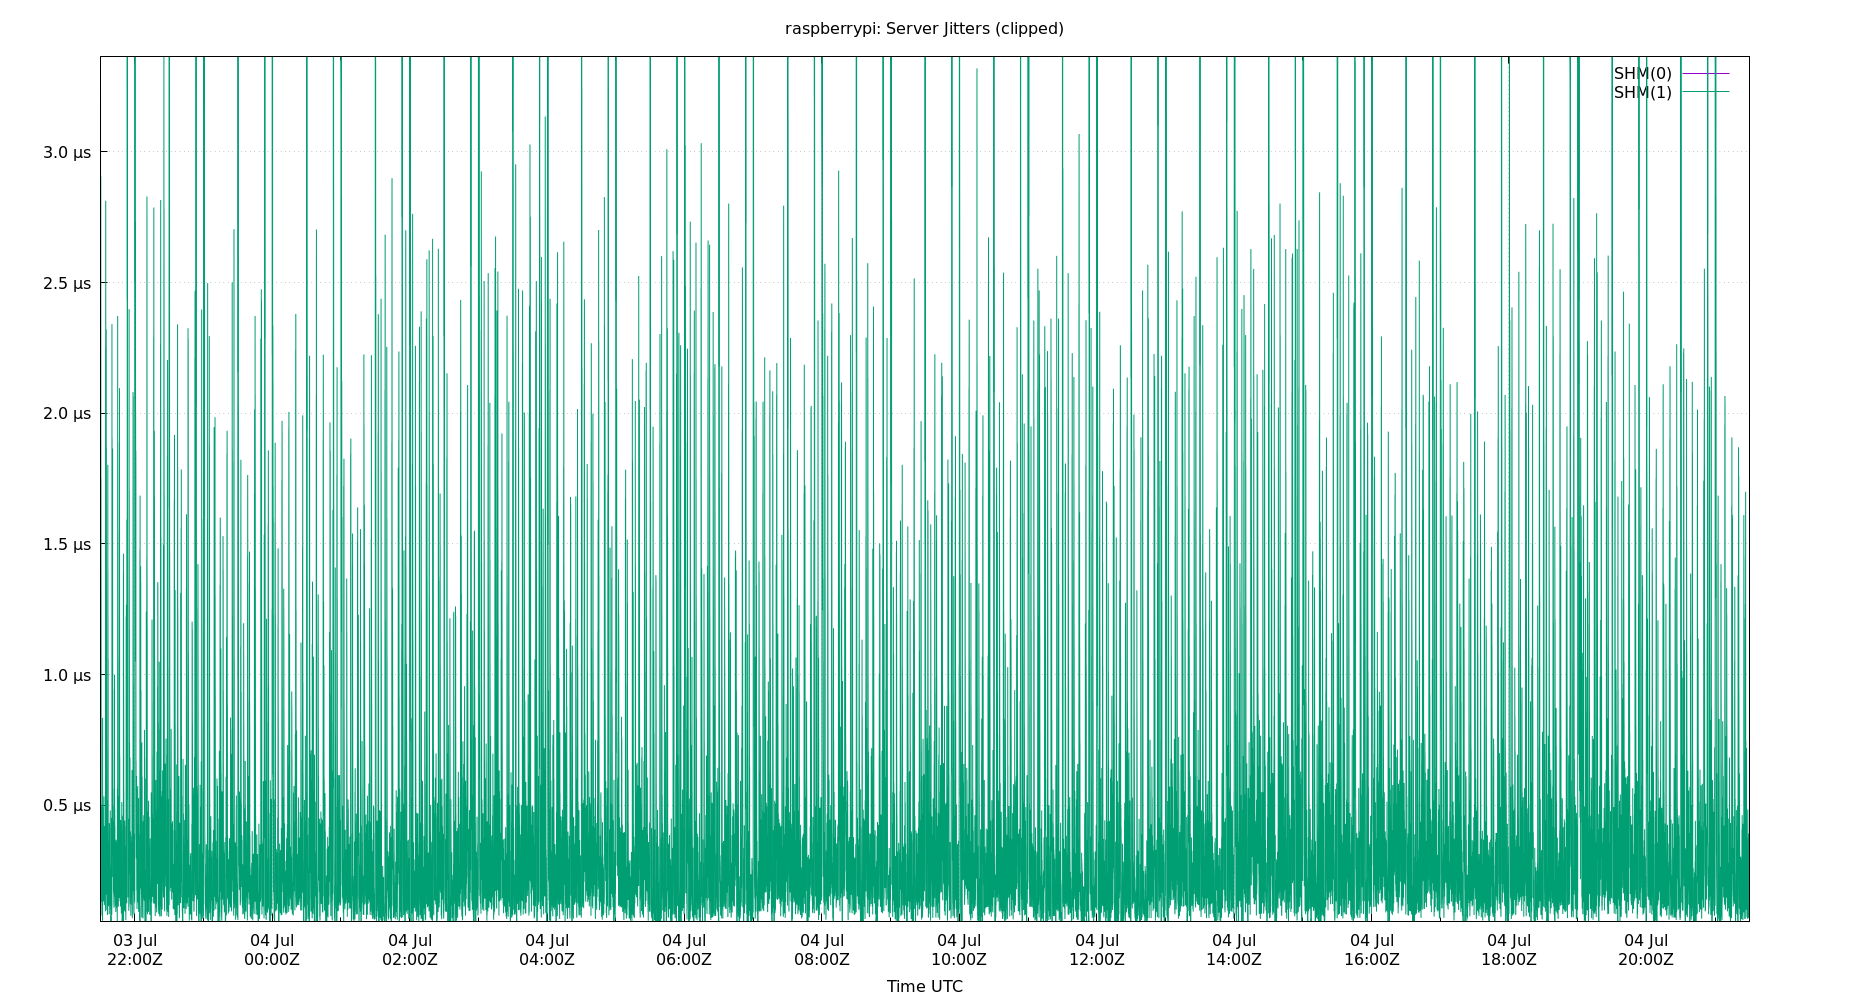 raspberrypi: Server Jitters (clipped)
SHM(0)
SHM(1)
3.0 µs
2.5 µs
2.0 µs
1.5 µs
1.0 µs
0.5 µs
03 Jul 04 Jul 04 Jul 04 Jul 04 Jul 04 Jul 04 Jul 04 Jul 04 Jul 04 Jul 04 Jul 04 Jul
22:00Z 00:00Z 02:00Z 04:00Z 06:00Z 08:00Z 10:00Z 12:00Z 14:00Z 16:00Z 18:00Z 20:00Z
Time UTC